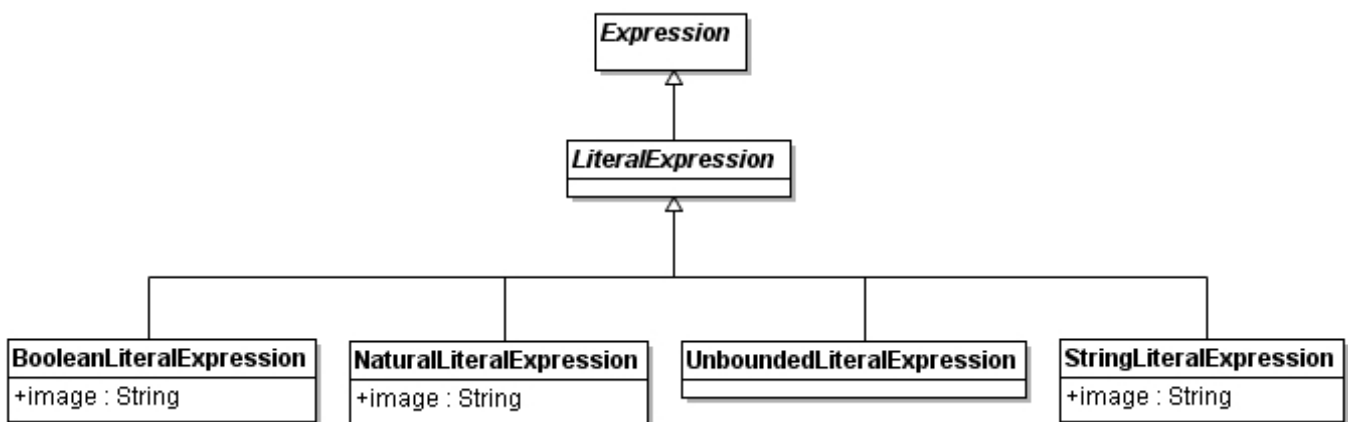 Expression
LiteralExpression
BooleanLiteralExpression
+image : String
NaturalLiteralExpression
+image : String
UnboundedLiteralExpression
StringLiteralExpression
+image : String